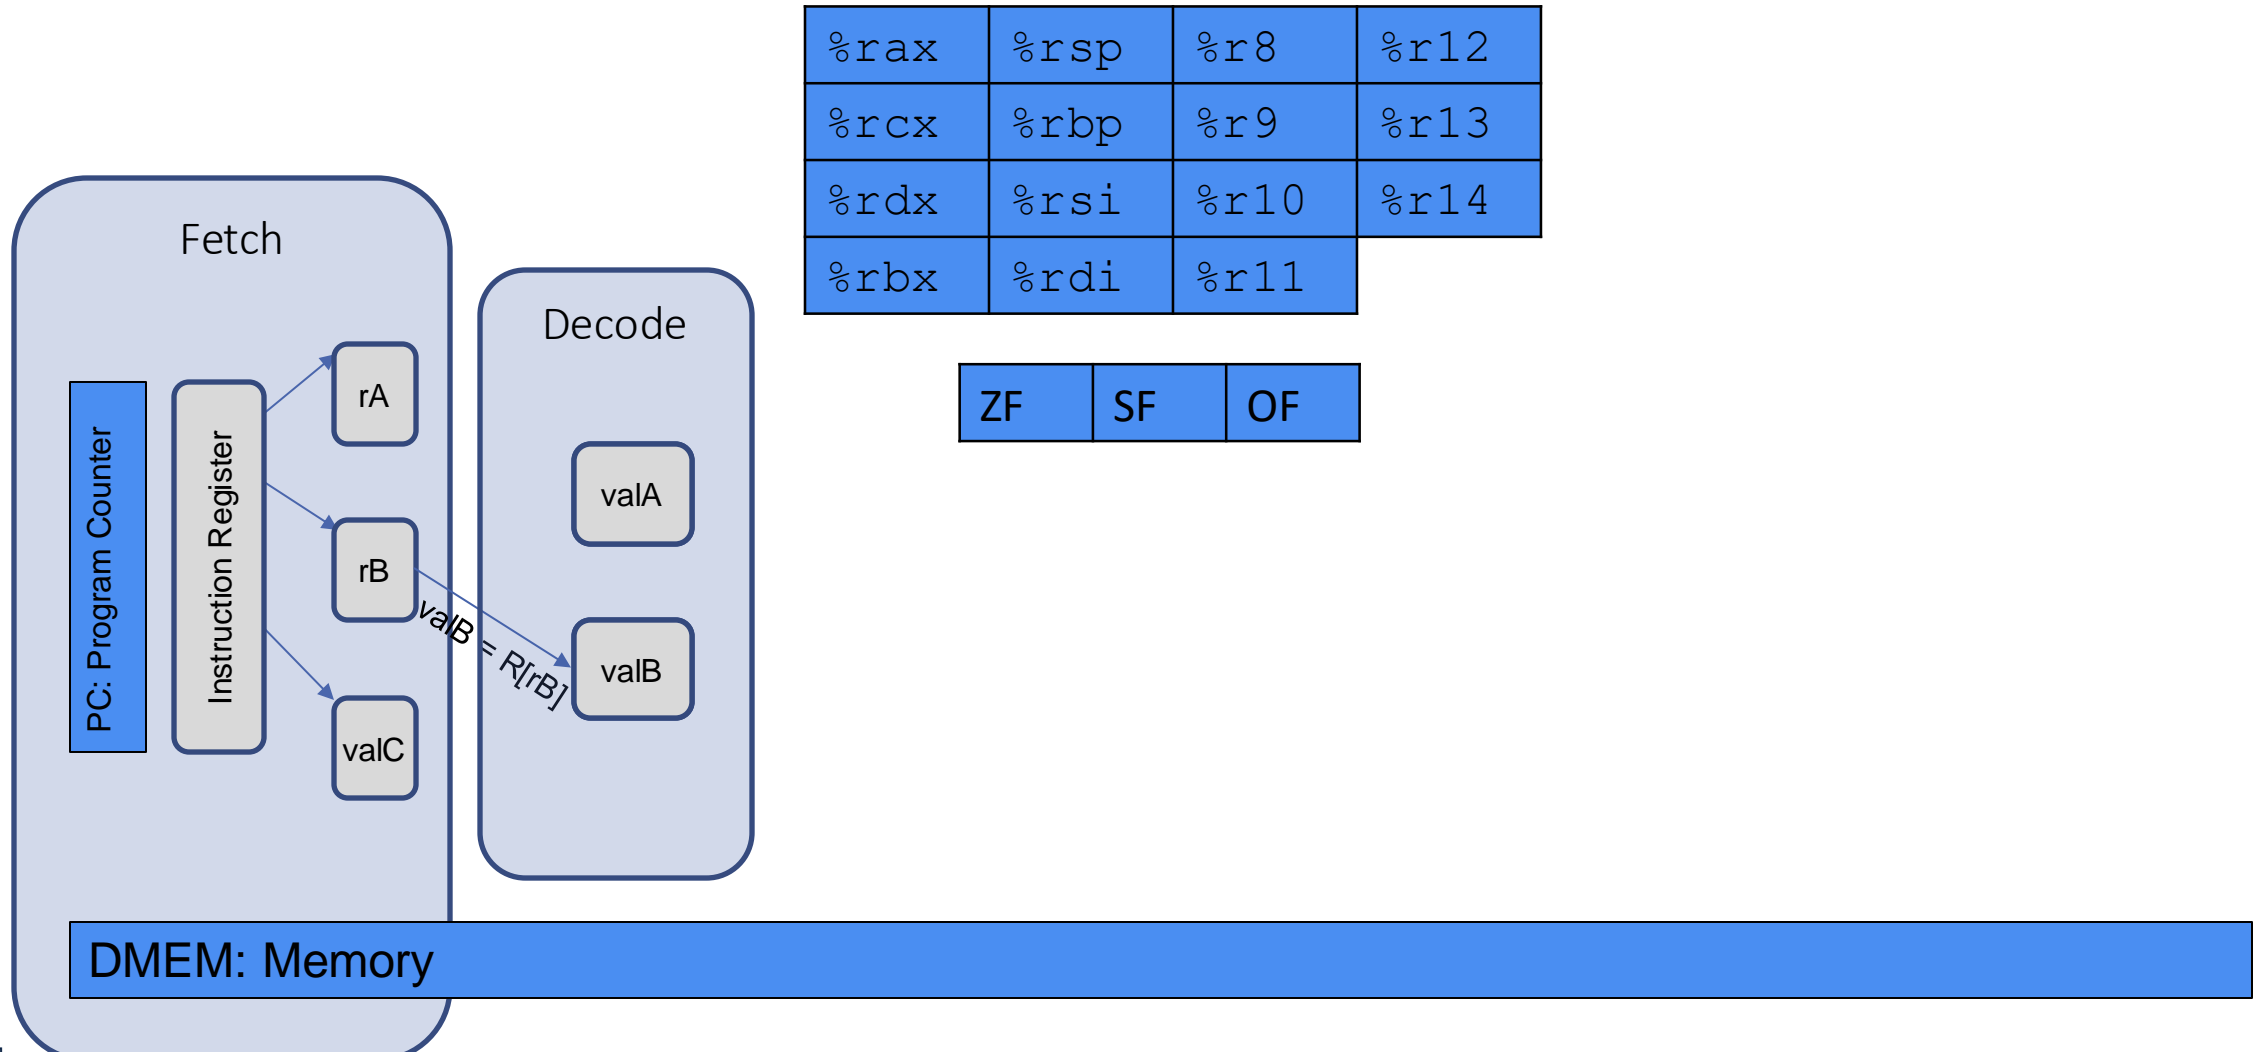 %rax %rsp %r8 %r12
%rcx %rbp %r9 %r13
%rdx %rsi %r10 %r14
%rbx %rdi %r11
ZF SF OF
Fetch
PC: Program Counter
Instruction Register
rA
rB
valC
valB = R[rB]
Decode
valA
valB
DMEM: Memory